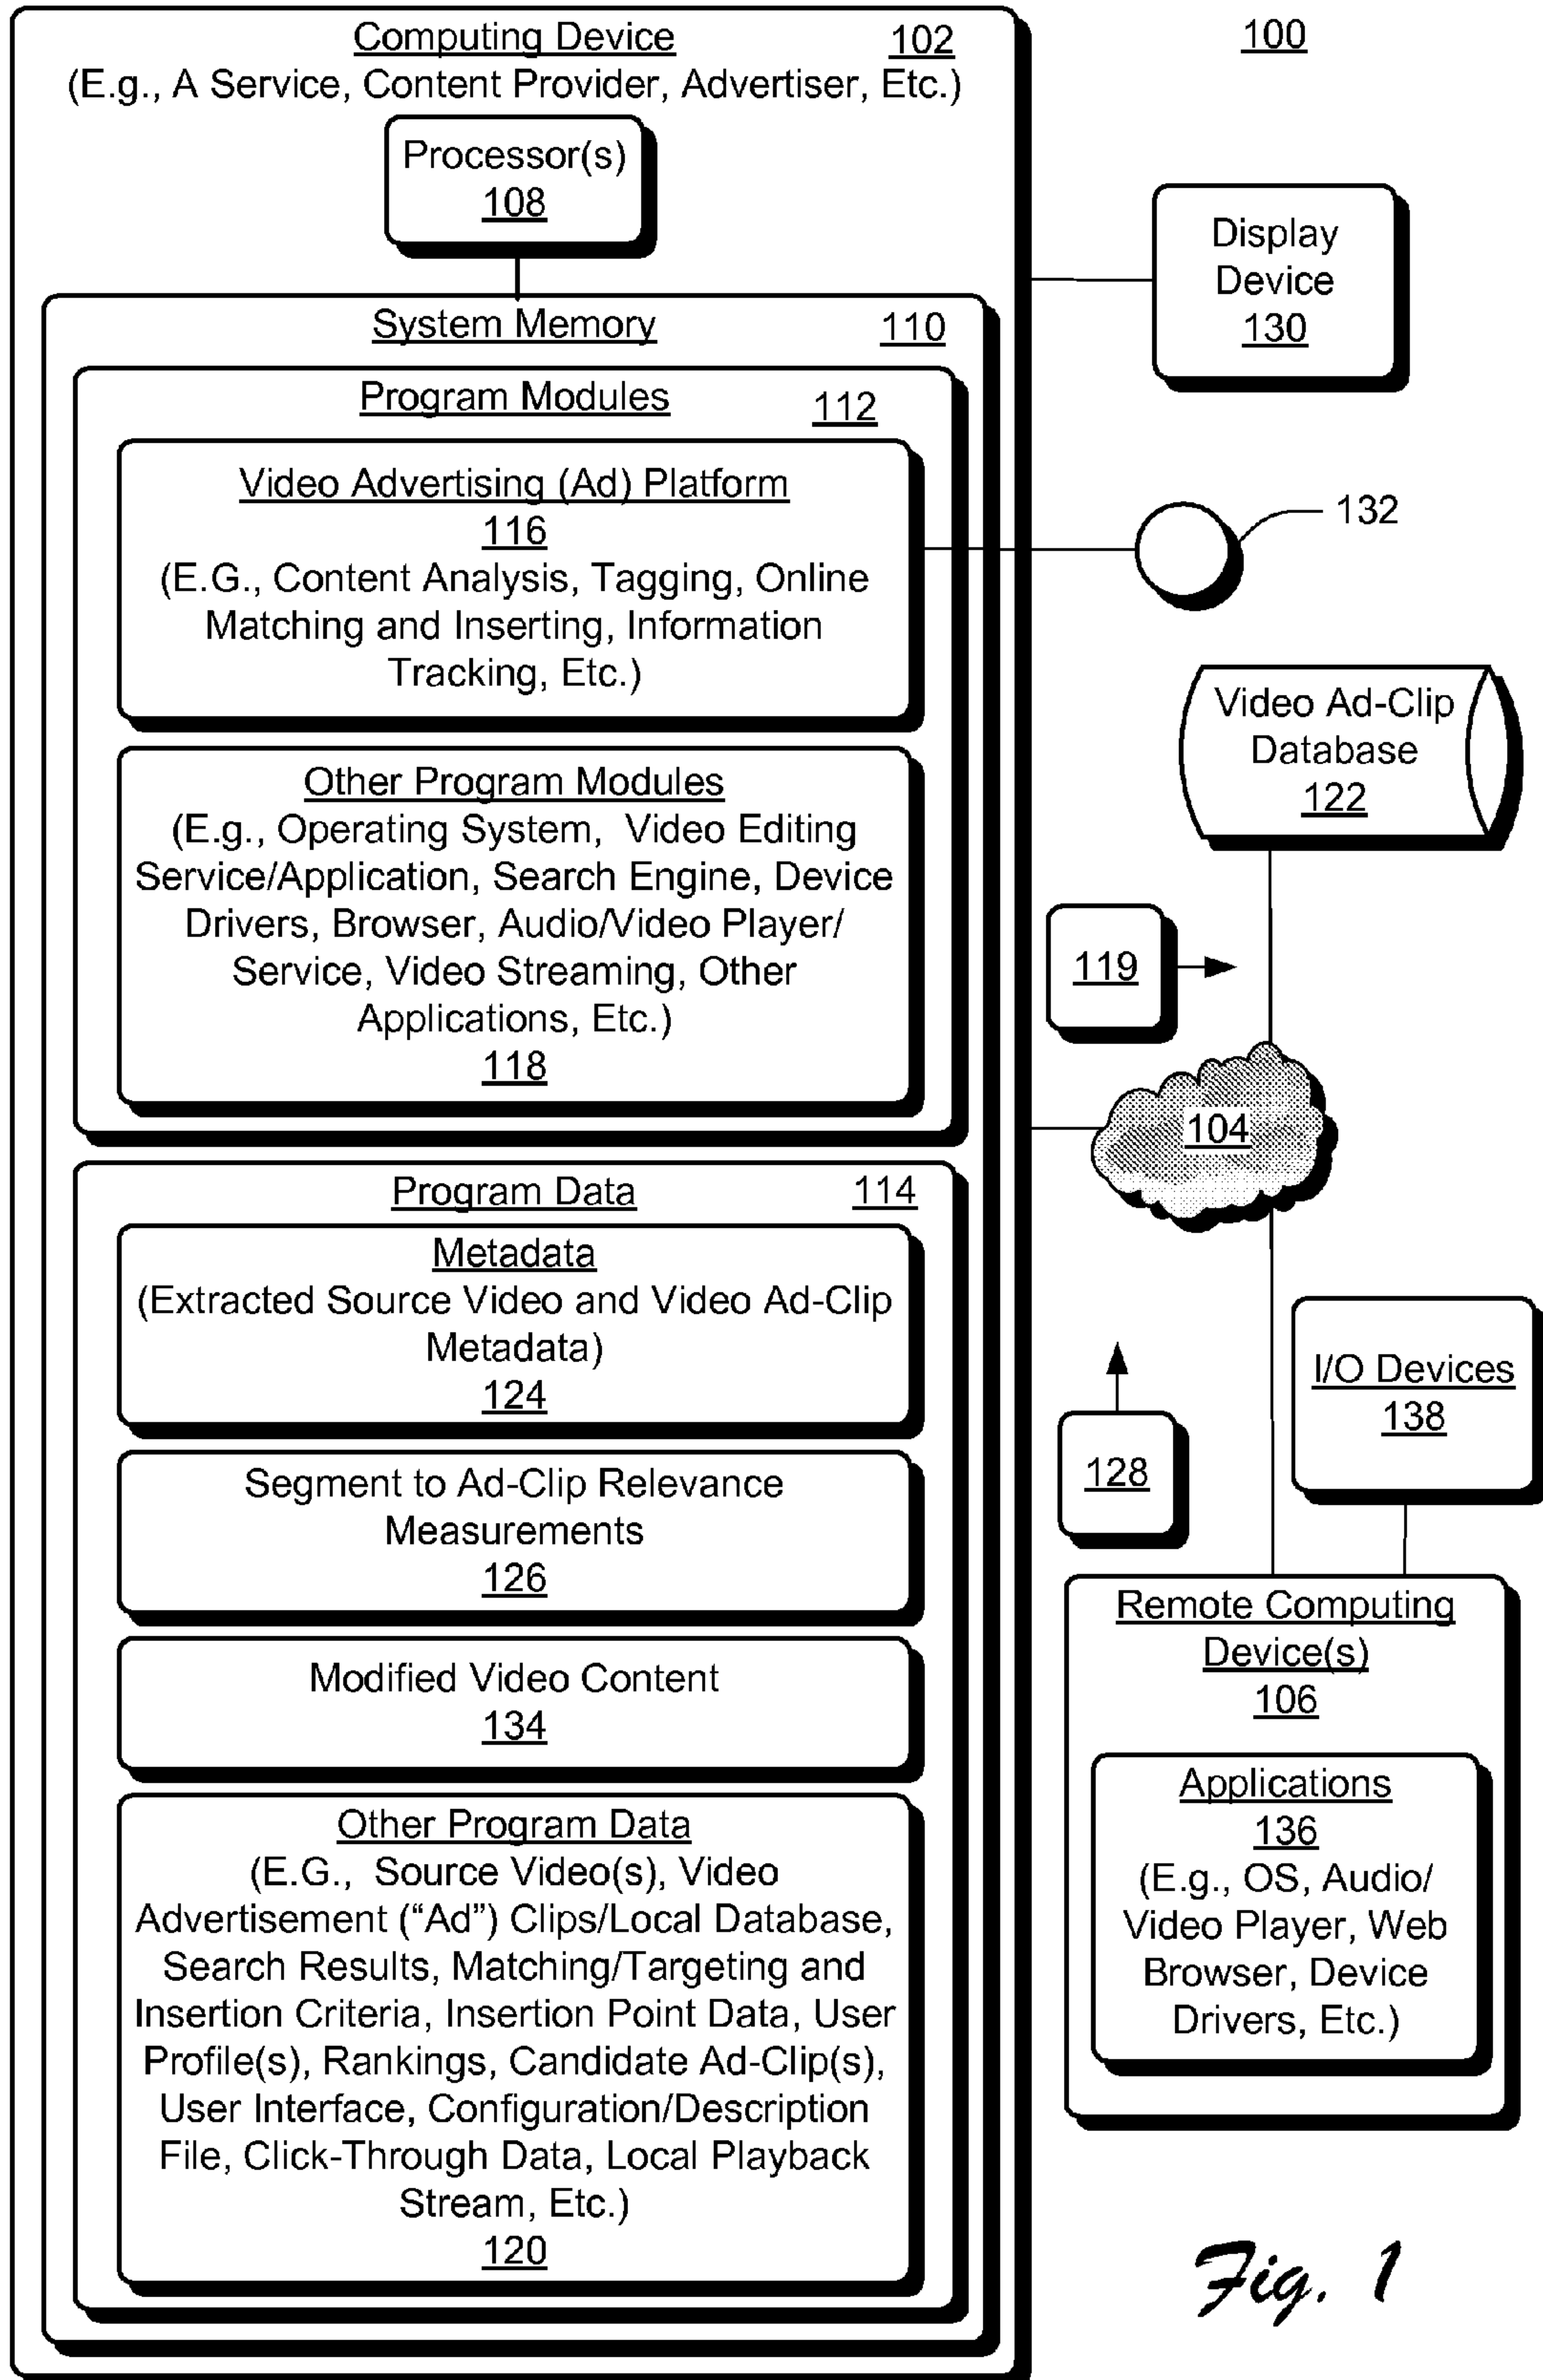 Computing Device 102
(E.g., A Service, Content Provider, Advertiser, Etc.)
Processor(s)
108
System Memory 110
Program Modules 112
Video Advertising (Ad) Platform
116
(E.G., Content Analysis, Tagging, Online
Matching and Inserting, Information
Tracking, Etc.)
Other Program Modules
(E.g., Operating System, Video Editing
Service/Application, Search Engine, Device
Drivers, Browser, Audio/Video Player/
Service, Video Streaming, Other
Applications, Etc.)
118
Program Data 114
Metadata
(Extracted Source Video and Video Ad-Clip
Metadata)
124
Segment to Ad-Clip Relevance
Measurements
126
Modified Video Content
134
Other Program Data
(E.G., Source Video(s), Video
Advertisement (“Ad”) Clips/Local Database,
Search Results, Matching/Targeting and
Insertion Criteria, Insertion Point Data, User
Profile(s), Rankings, Candidate Ad-Clip(s),
User Interface, Configuration/Description
File, Click-Through Data, Local Playback
Stream, Etc.)
120
100
Display
Device
130
132
Video Ad-Clip
Database
122
119
104
I/O Devices
138
128
Remote Computing
Device(s)
106
Applications
136
(E.g., OS, Audio/
Video Player, Web
Browser, Device
Drivers, Etc.)
Fig. 1